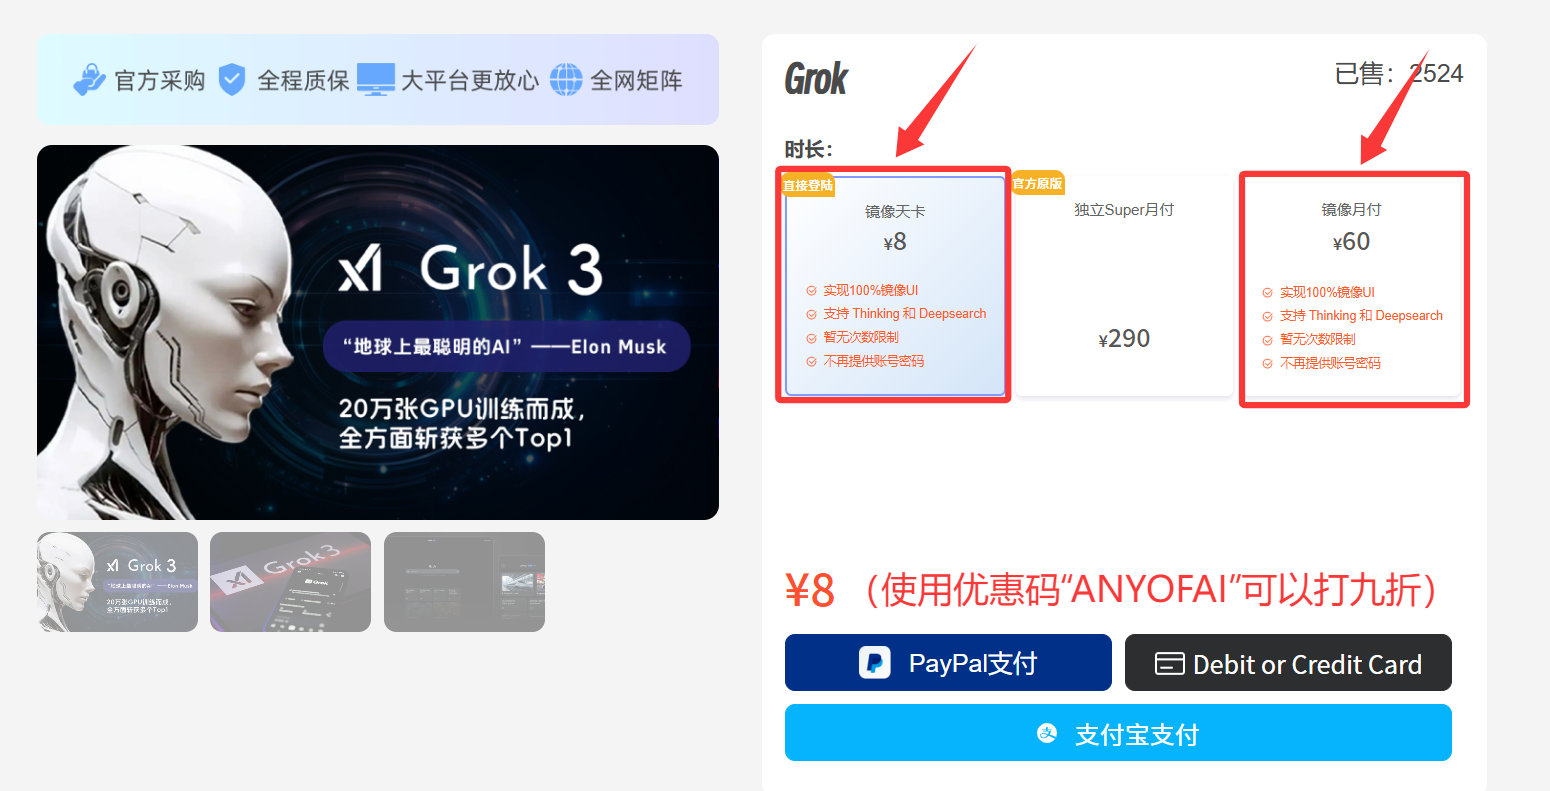 官方采购 全程质保 大平台更放心 全网矩阵
xAI Grok 3
“地球上最聪明的AI” ——Elon Musk
20万张GPU训练而成，
全方面斩获多个Top1
xAI Grok 3
“地球上最聪明的AI” ——Elon Musk
20万张GPU训练而成，
全方面斩获多个Top1
xAI Grok3
Grok
Grok
已售：2524
时长：
直接登陆
镜像天卡
¥8
实现100%镜像UI
支持 Thinking 和 Deepsearch
暂无次数限制
不再提供账号密码
官方原版
独立Super月付
¥290
镜像月付
¥60
实现100%镜像UI
支持 Thinking 和 Deepsearch
暂无次数限制
不再提供账号密码
¥8 （使用优惠码“ANYOFAI”可以打九折）
PayPal支付
Debit or Credit Card
支 支付宝支付